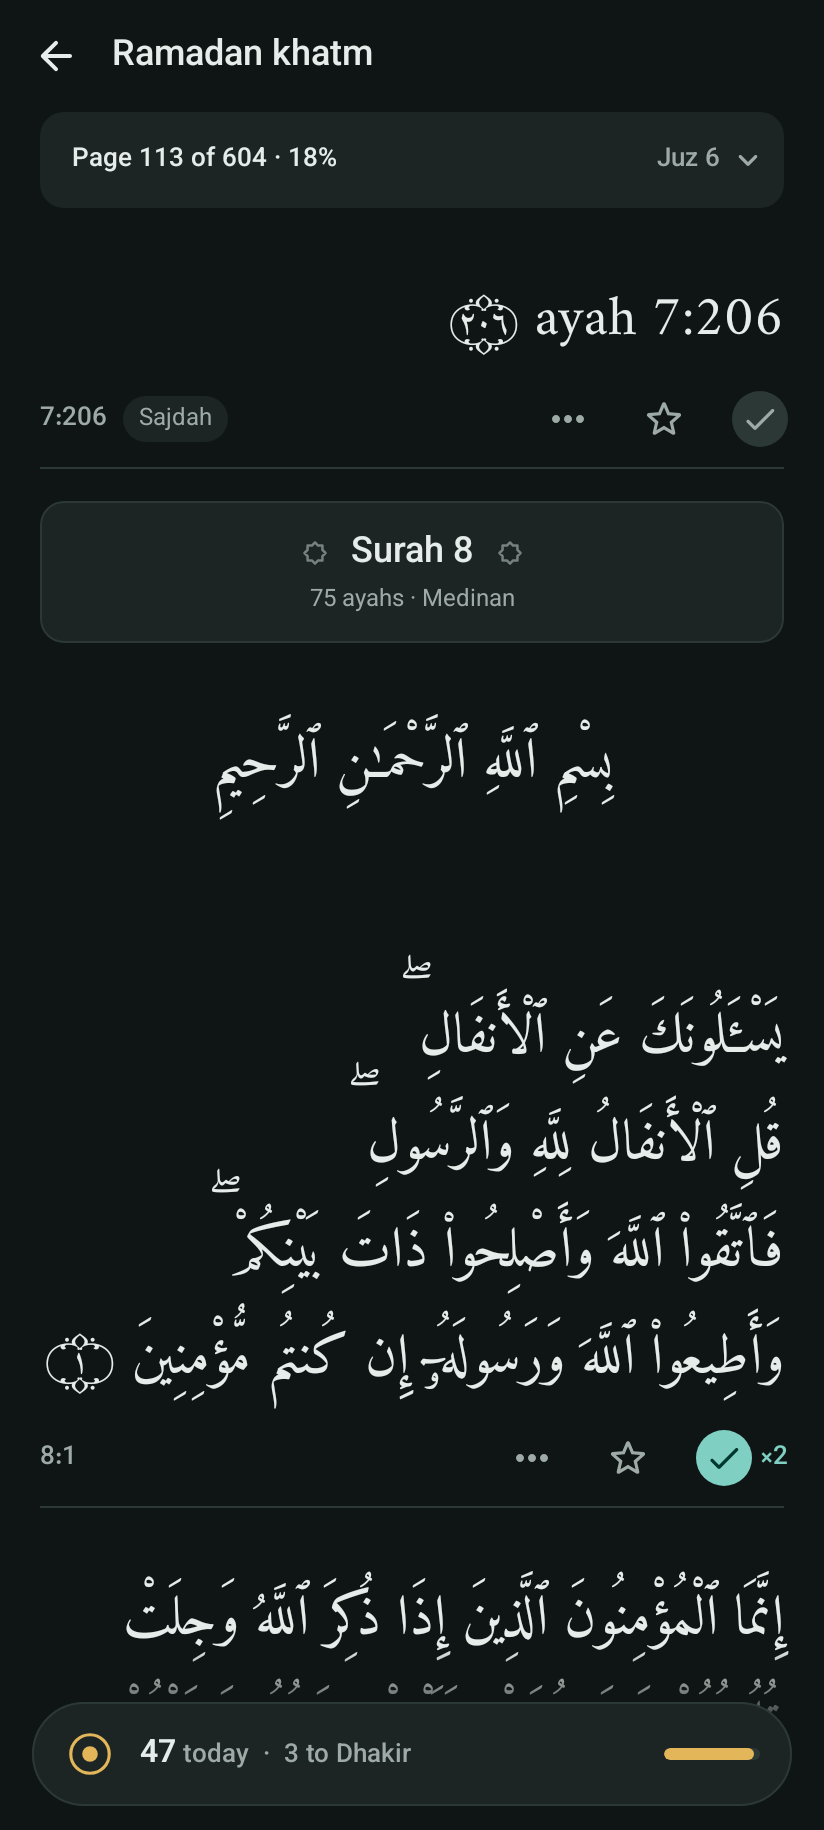 Ramadan khatm
Page 113 of 604 · 18%
Juz 6
ayah 7:206 ۝٢٠٦
7:206
Sajdah
Surah 8
75 ayahs · Medinan
بِسْمِ ٱللَّهِ ٱلرَّحْمَـٰنِ ٱلرَّحِيمِ
يَسْـَٔلُونَكَ عَنِ ٱلْأَنفَالِ ۖ
قُلِ ٱلْأَنفَالُ لِلَّهِ وَٱلرَّسُولِ ۖ
فَٱتَّقُوا۟ ٱللَّهَ وَأَصْلِحُوا۟ ذَاتَ بَيْنِكُمْ ۖ
وَأَطِيعُوا۟ ٱللَّهَ وَرَسُولَهُۥٓ إِن كُنتُم مُّؤْمِنِينَ ۝١
8:1
×2
إِنَّمَا ٱلْمُؤْمِنُونَ ٱلَّذِينَ إِذَا ذُكِرَ ٱللَّهُ وَجِلَتْ
47 today · 3 to Dhakir